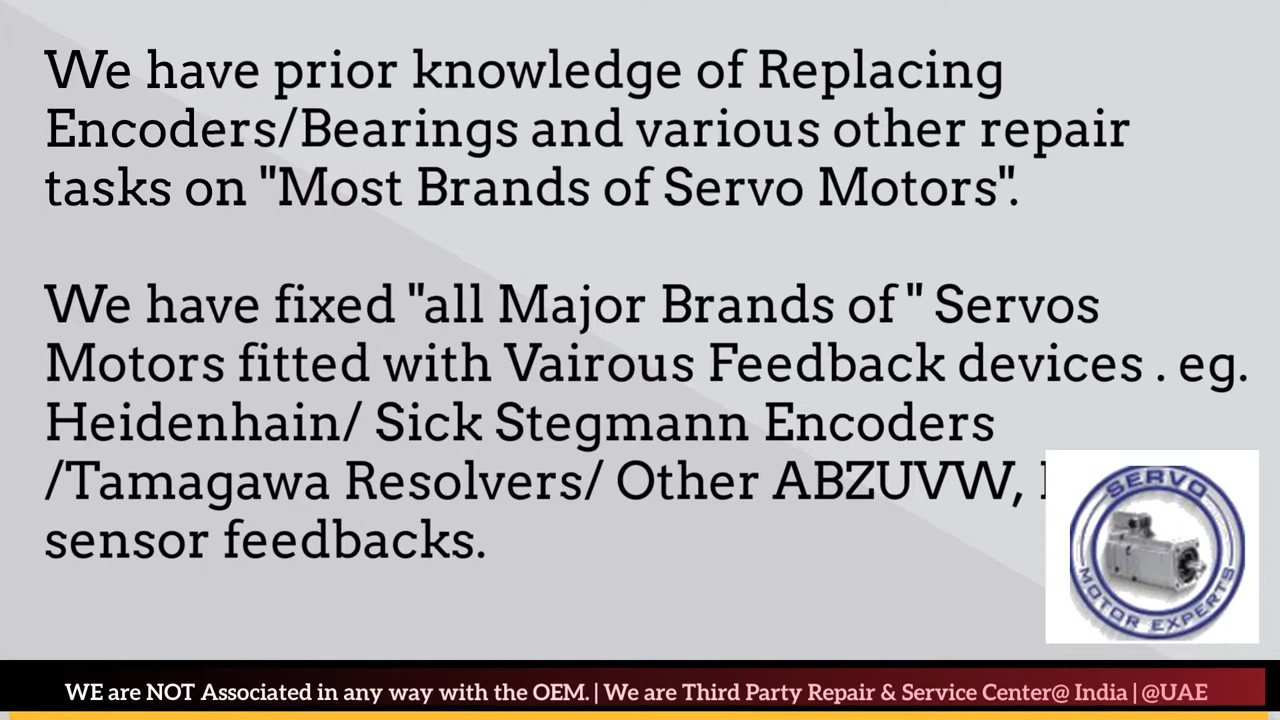 We have prior knowledge of Replacing
Encoders/Bearings and various other repair
tasks on "Most Brands of Servo Motors".
We have fixed "all Major Brands of " Servos
Motors fitted with Vairous Feedback devices . eg.
Heidenhain/ Sick Stegmann Encoders
/Tamagawa Resolvers/ Other ABZUVW,
sensor feedbacks.
SERVO
MOTOR EXPERTS
WE are NOT Associated in any way with the OEM. | We are Third Party Repair & Service Center@ India | @UAE